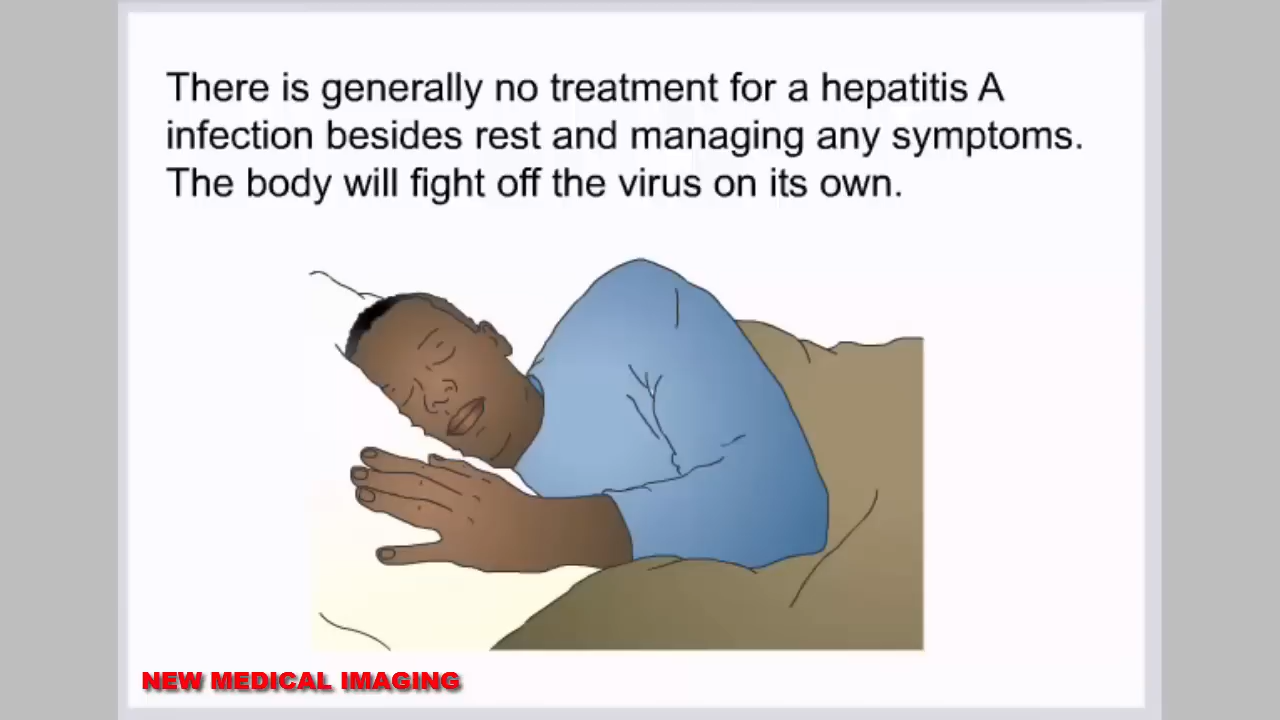 There is generally no treatment for a hepatitis A
infection besides rest and managing any symptoms.
The body will fight off the virus on its own.
NEW MEDICAL IMAGING